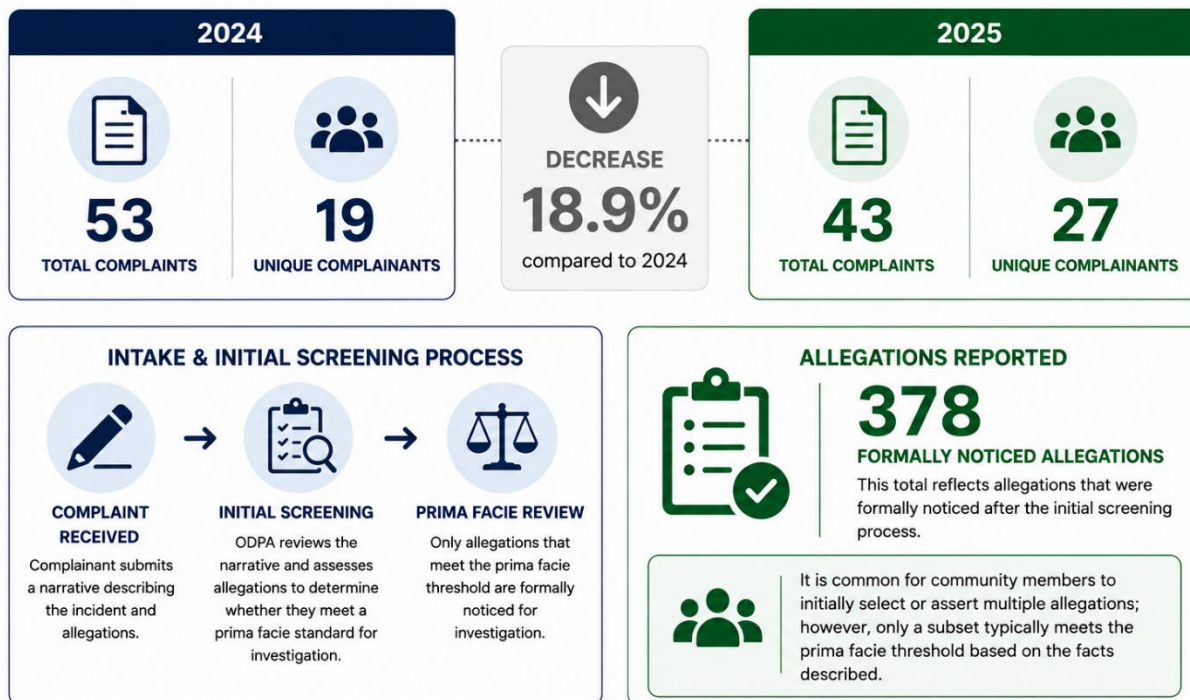 2024
53
TOTAL COMPLAINTS
19
UNIQUE COMPLAINANTS
DECREASE
18.9%
compared to 2024
2025
43
TOTAL COMPLAINTS
27
UNIQUE COMPLAINANTS
INTAKE & INITIAL SCREENING PROCESS
COMPLAINT
RECEIVED
Complainant submits
a narrative describing
the incident and
allegations.
INITIAL SCREENING
ODPA reviews the
narrative and assesses
allegations to determine
whether they meet a
prima facie standard for
investigation.
PRIMA FACIE REVIEW
Only allegations that
meet the prima facie
threshold are formally
noticed for
investigation.
ALLEGATIONS REPORTED
378
FORMALLY NOTICED ALLEGATIONS
This total reflects allegations that were
formally noticed after the initial screening
process.
It is common for community members to
initially select or assert multiple allegations;
however, only a subset typically meets the
prima facie threshold based on the facts
described.